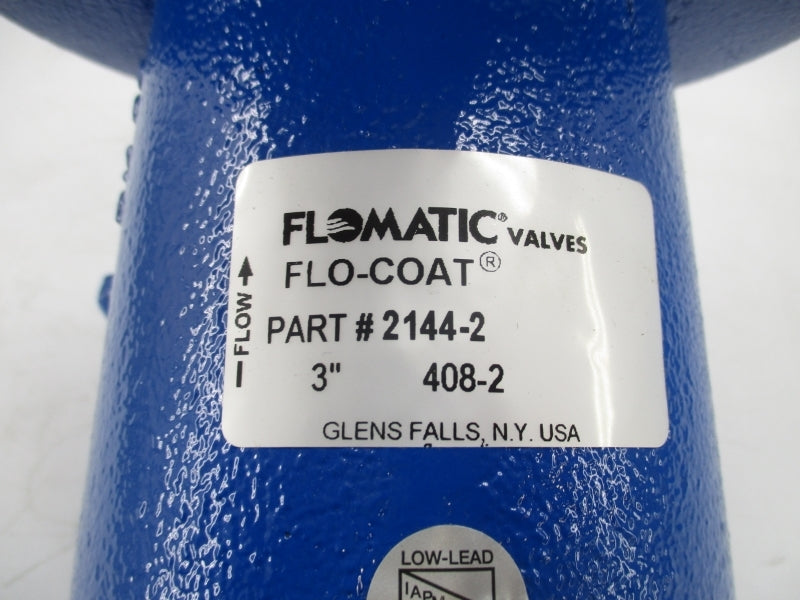 FLOMATIC® VALVES
FLO-COAT®
FLOW
PART # 2144-2
3" 408-2
GLENS FALLS, N.Y. USA
LOW-LEAD